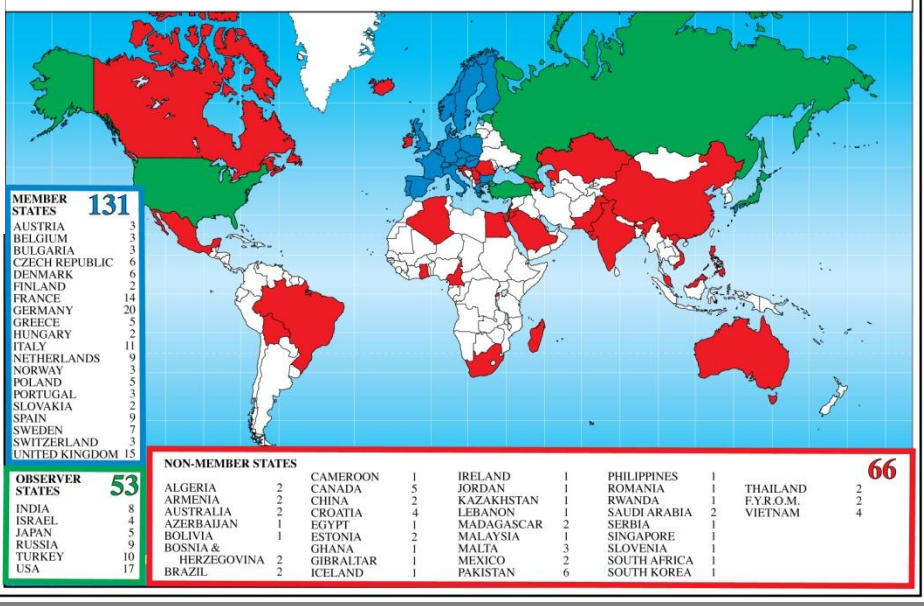 MEMBER
STATES 131
AUSTRIA 3
BELGIUM 3
BULGARIA 3
CZECH REPUBLIC 6
DENMARK 6
FINLAND 2
FRANCE 14
GERMANY 20
GREECE 5
HUNGARY 2
ITALY 11
NETHERLANDS 9
NORWAY 3
POLAND 5
PORTUGAL 3
SLOVAKIA 2
SPAIN 9
SWEDEN 7
SWITZERLAND 3
UNITED KINGDOM 15
OBSERVER
STATES 53
INDIA 8
ISRAEL 4
JAPAN 5
RUSSIA 9
TURKEY 10
USA 17
NON-MEMBER STATES 66
ALGERIA 2
ARMENIA 2
AUSTRALIA 2
AZERBAIJAN 1
BOLIVIA 1
BOSNIA &
HERZEGOVINA 2
BRAZIL 2
CAMEROON 1
CANADA 5
CHINA 2
CROATIA 4
EGYPT 1
ESTONIA 2
GHANA 1
GIBRALTAR 1
ICELAND 1
IRELAND 1
JORDAN 1
KAZAKHSTAN 1
LEBANON 1
MADAGASCAR 2
MALAYSIA 1
MALTA 3
MEXICO 2
PAKISTAN 6
PHILIPPINES 1
ROMANIA 1
RWANDA 1
SAUDI ARABIA 2
SERBIA 1
SINGAPORE 1
SLOVENIA 1
SOUTH AFRICA 1
SOUTH KOREA 1
THAILAND 2
F.Y.R.O.M. 2
VIETNAM 4